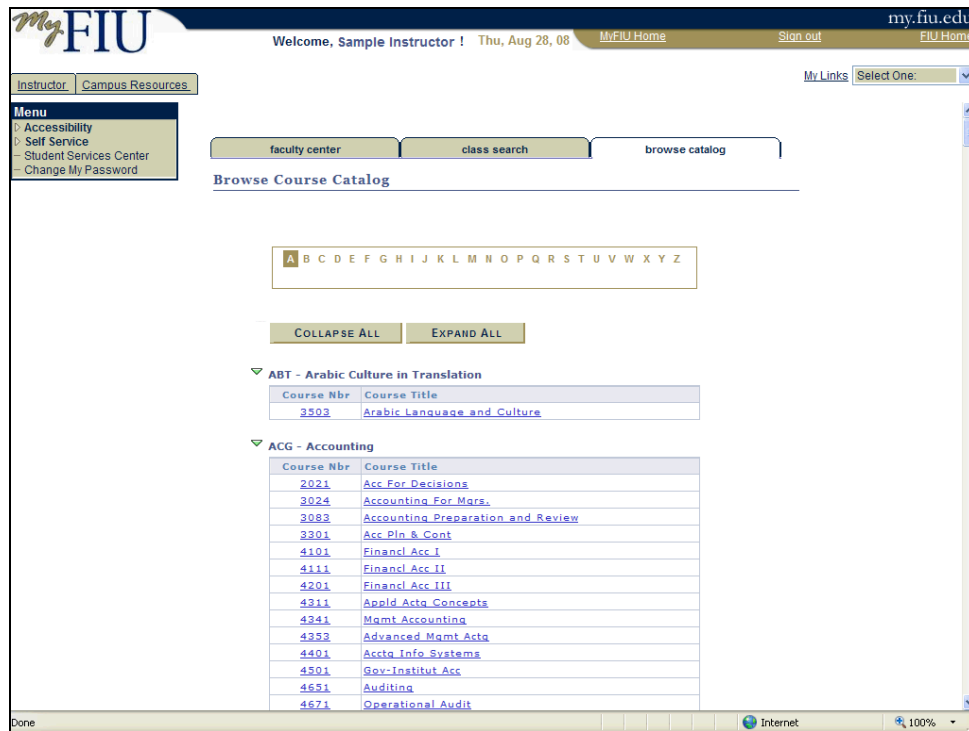 MyFIU
my.fiu.edu
Welcome, Sample Instructor ! Thu, Aug 28, 08 MyFIU Home Sign out FIU Home
Instructor Campus Resources My Links Select One:
Menu
Accessibility
Self Service
Student Services Center
Change My Password
faculty center class search browse catalog
Browse Course Catalog
A B C D E F G H I J K L M N O P Q R S T U V W X Y Z
COLLAPSE ALL EXPAND ALL
ABT - Arabic Culture in Translation
Course Nbr Course Title
3503 Arabic Language and Culture
ACG - Accounting
Course Nbr Course Title
2021 Acc For Decisions
3024 Accounting For Mgrs.
3083 Accounting Preparation and Review
3301 Acc Pln & Cont
4101 Financl Acc I
4111 Financl Acc II
4201 Financl Acc III
4311 Appld Actg Concepts
4341 Mgmt Accounting
4353 Advanced Mgmt Actg
4401 Acctg Info Systems
4501 Gov-Institut Acc
4651 Auditing
4671 Operational Audit
Done Internet 100%